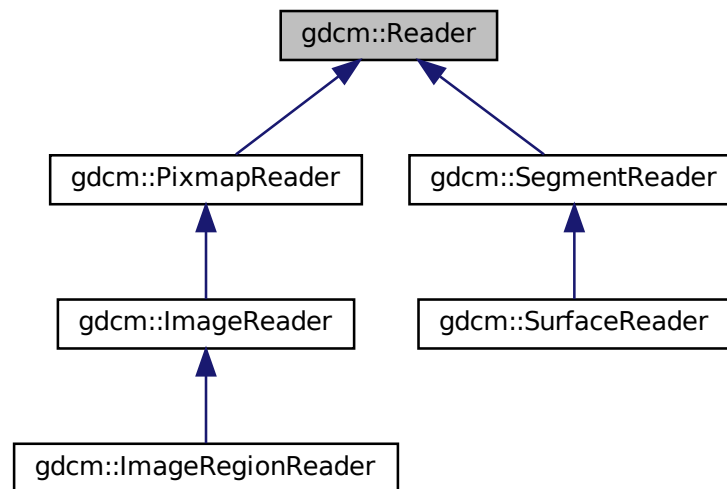 gdcm::Reader
gdcm::PixmapReader
gdcm::SegmentReader
gdcm::ImageReader
gdcm::SurfaceReader
gdcm::ImageRegionReader